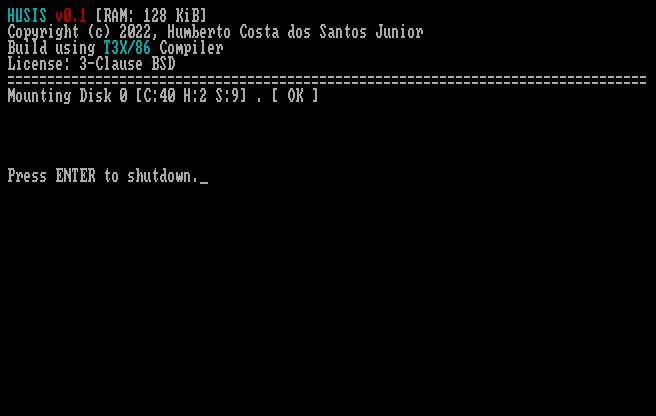 HUSIS v0.1 [RAM: 128 KiB]
Copyright (c) 2022, Humberto Costa dos Santos Junior
Build using T3X/86 Compiler
License: 3-Clause BSD
================================================================================
Mounting Disk 0 [C:40 H:2 S:9] . [ OK ]
Press ENTER to shutdown._